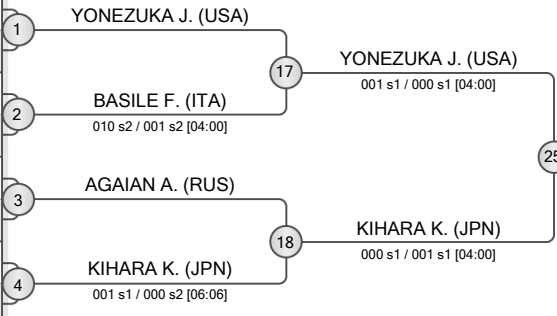 1
YONEZUKA J. (USA)
17
YONEZUKA J. (USA)
001 s1 / 000 s1 [04:00]
2
BASILE F. (ITA)
010 s2 / 001 s2 [04:00]
25
3
AGAIAN A. (RUS)
18
KIHARA K. (JPN)
000 s1 / 001 s1 [04:00]
4
KIHARA K. (JPN)
001 s1 / 000 s2 [06:06]